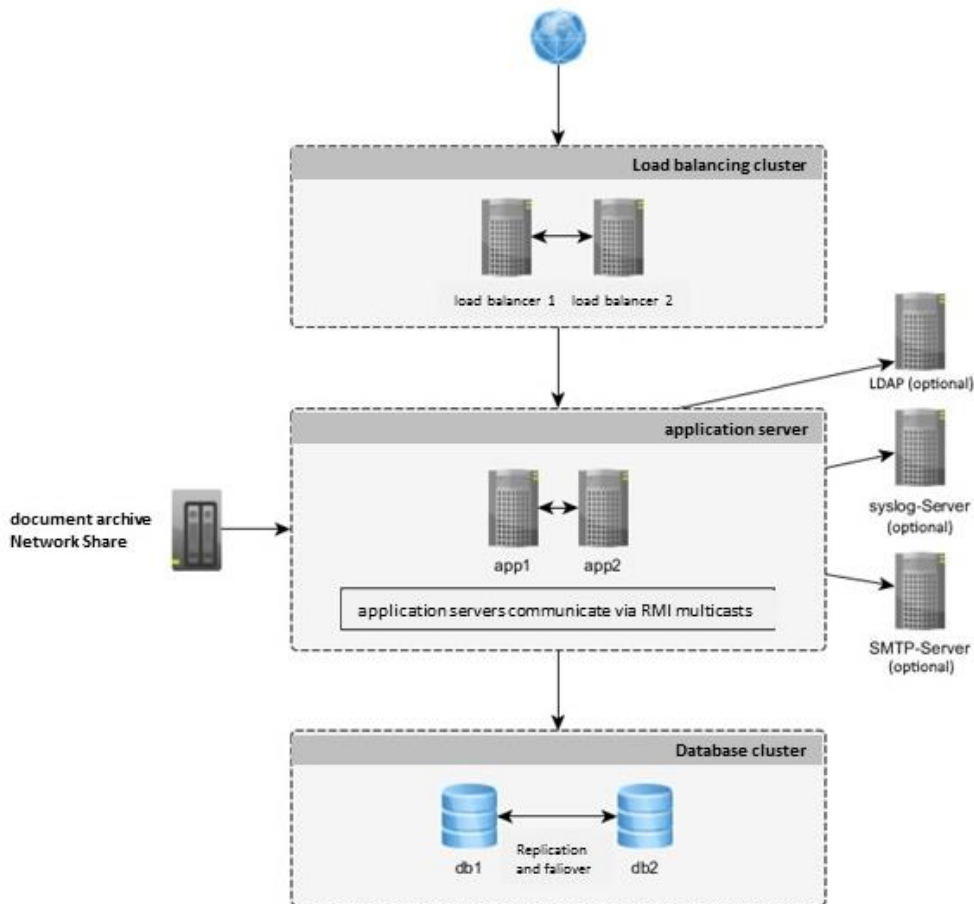 Load balancing cluster
load balancer 1
load balancer 2
LDAP (optional)
application server
syslog-Server
(optional)
document archive
Network Share
app1
app2
application servers communicate via RMI multicasts
SMTP-Server
(optional)
Database cluster
Replication
and faliover
db1
db2